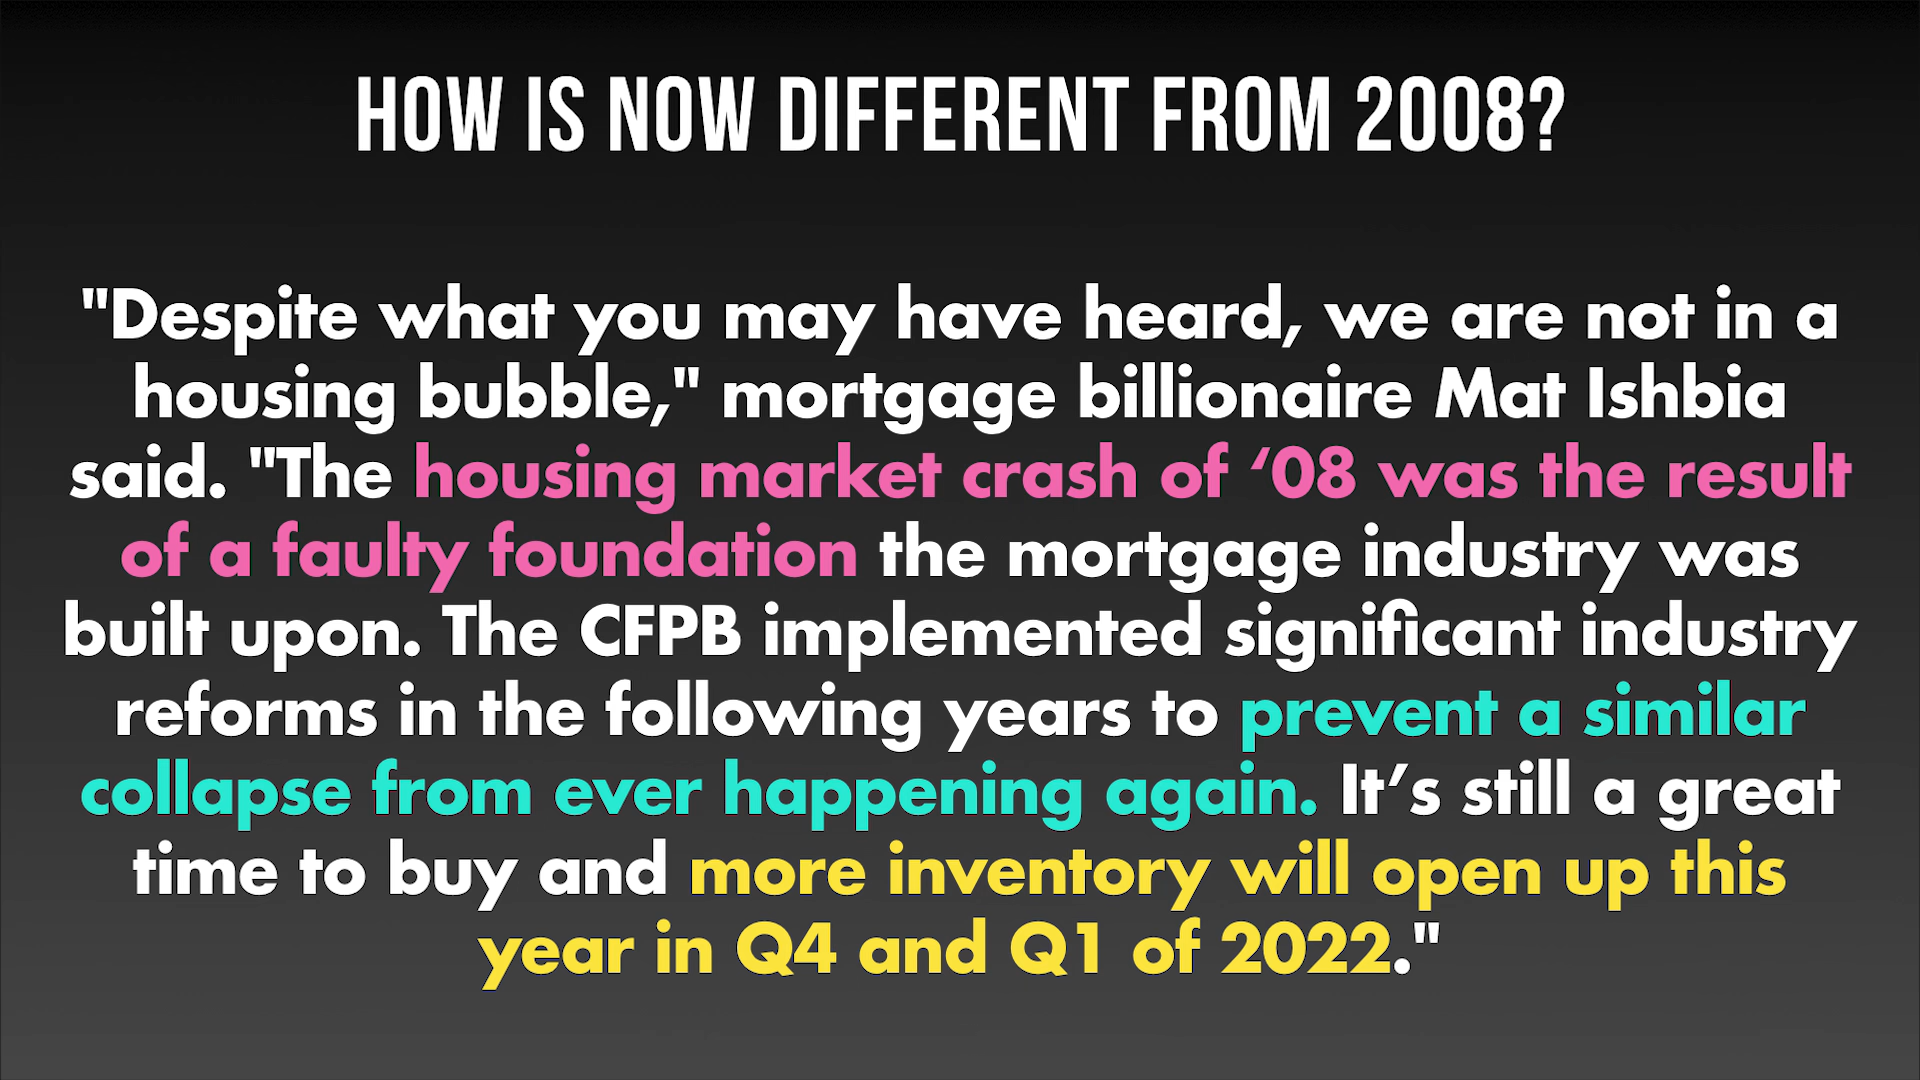 HOW IS NOW DIFFERENT FROM 2008?
"Despite what you may have heard, we are not in a
housing bubble," mortgage billionaire Mat Ishbia
said. "The housing market crash of ‘08 was the result
of a faulty foundation the mortgage industry was
built upon. The CFPB implemented significant industry
reforms in the following years to prevent a similar
collapse from ever happening again. It’s still a great
time to buy and more inventory will open up this
year in Q4 and Q1 of 2022."